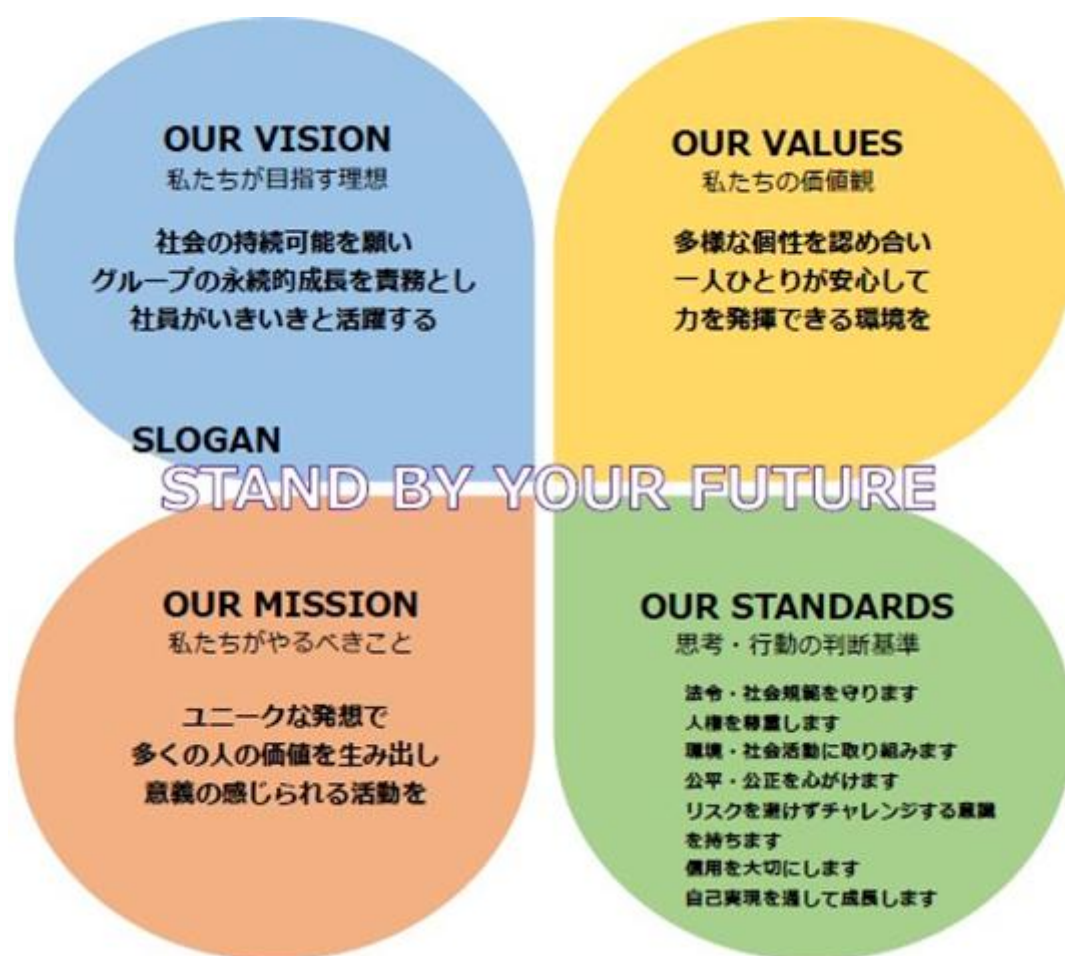 OUR VISION
私たちが目指す理想
社会の持続可能を願い
グループの永続的成長を責務とし
社員がいきいきと活躍する
OUR VALUES
私たちの価値観
多様な個性を認め合い
一人ひとりが安心して
力を発揮できる環境を
SLOGAN
STAND BY YOUR FUTURE
OUR MISSION
私たちがやるべきこと
ユニークな発想で
多くの人の価値を生み出し
意義の感じられる活動を
OUR STANDARDS
思考・行動の判断基準
法令・社会規範を守ります
人権を尊重します
環境・社会活動に取り組みます
公平・公正を心がけます
リスクを避けずチャレンジする意識
を持ちます
信用を大切にします
自己実現を通して成長します